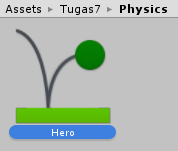 Assets ▸ Tugas7 ▸ Physics
Hero